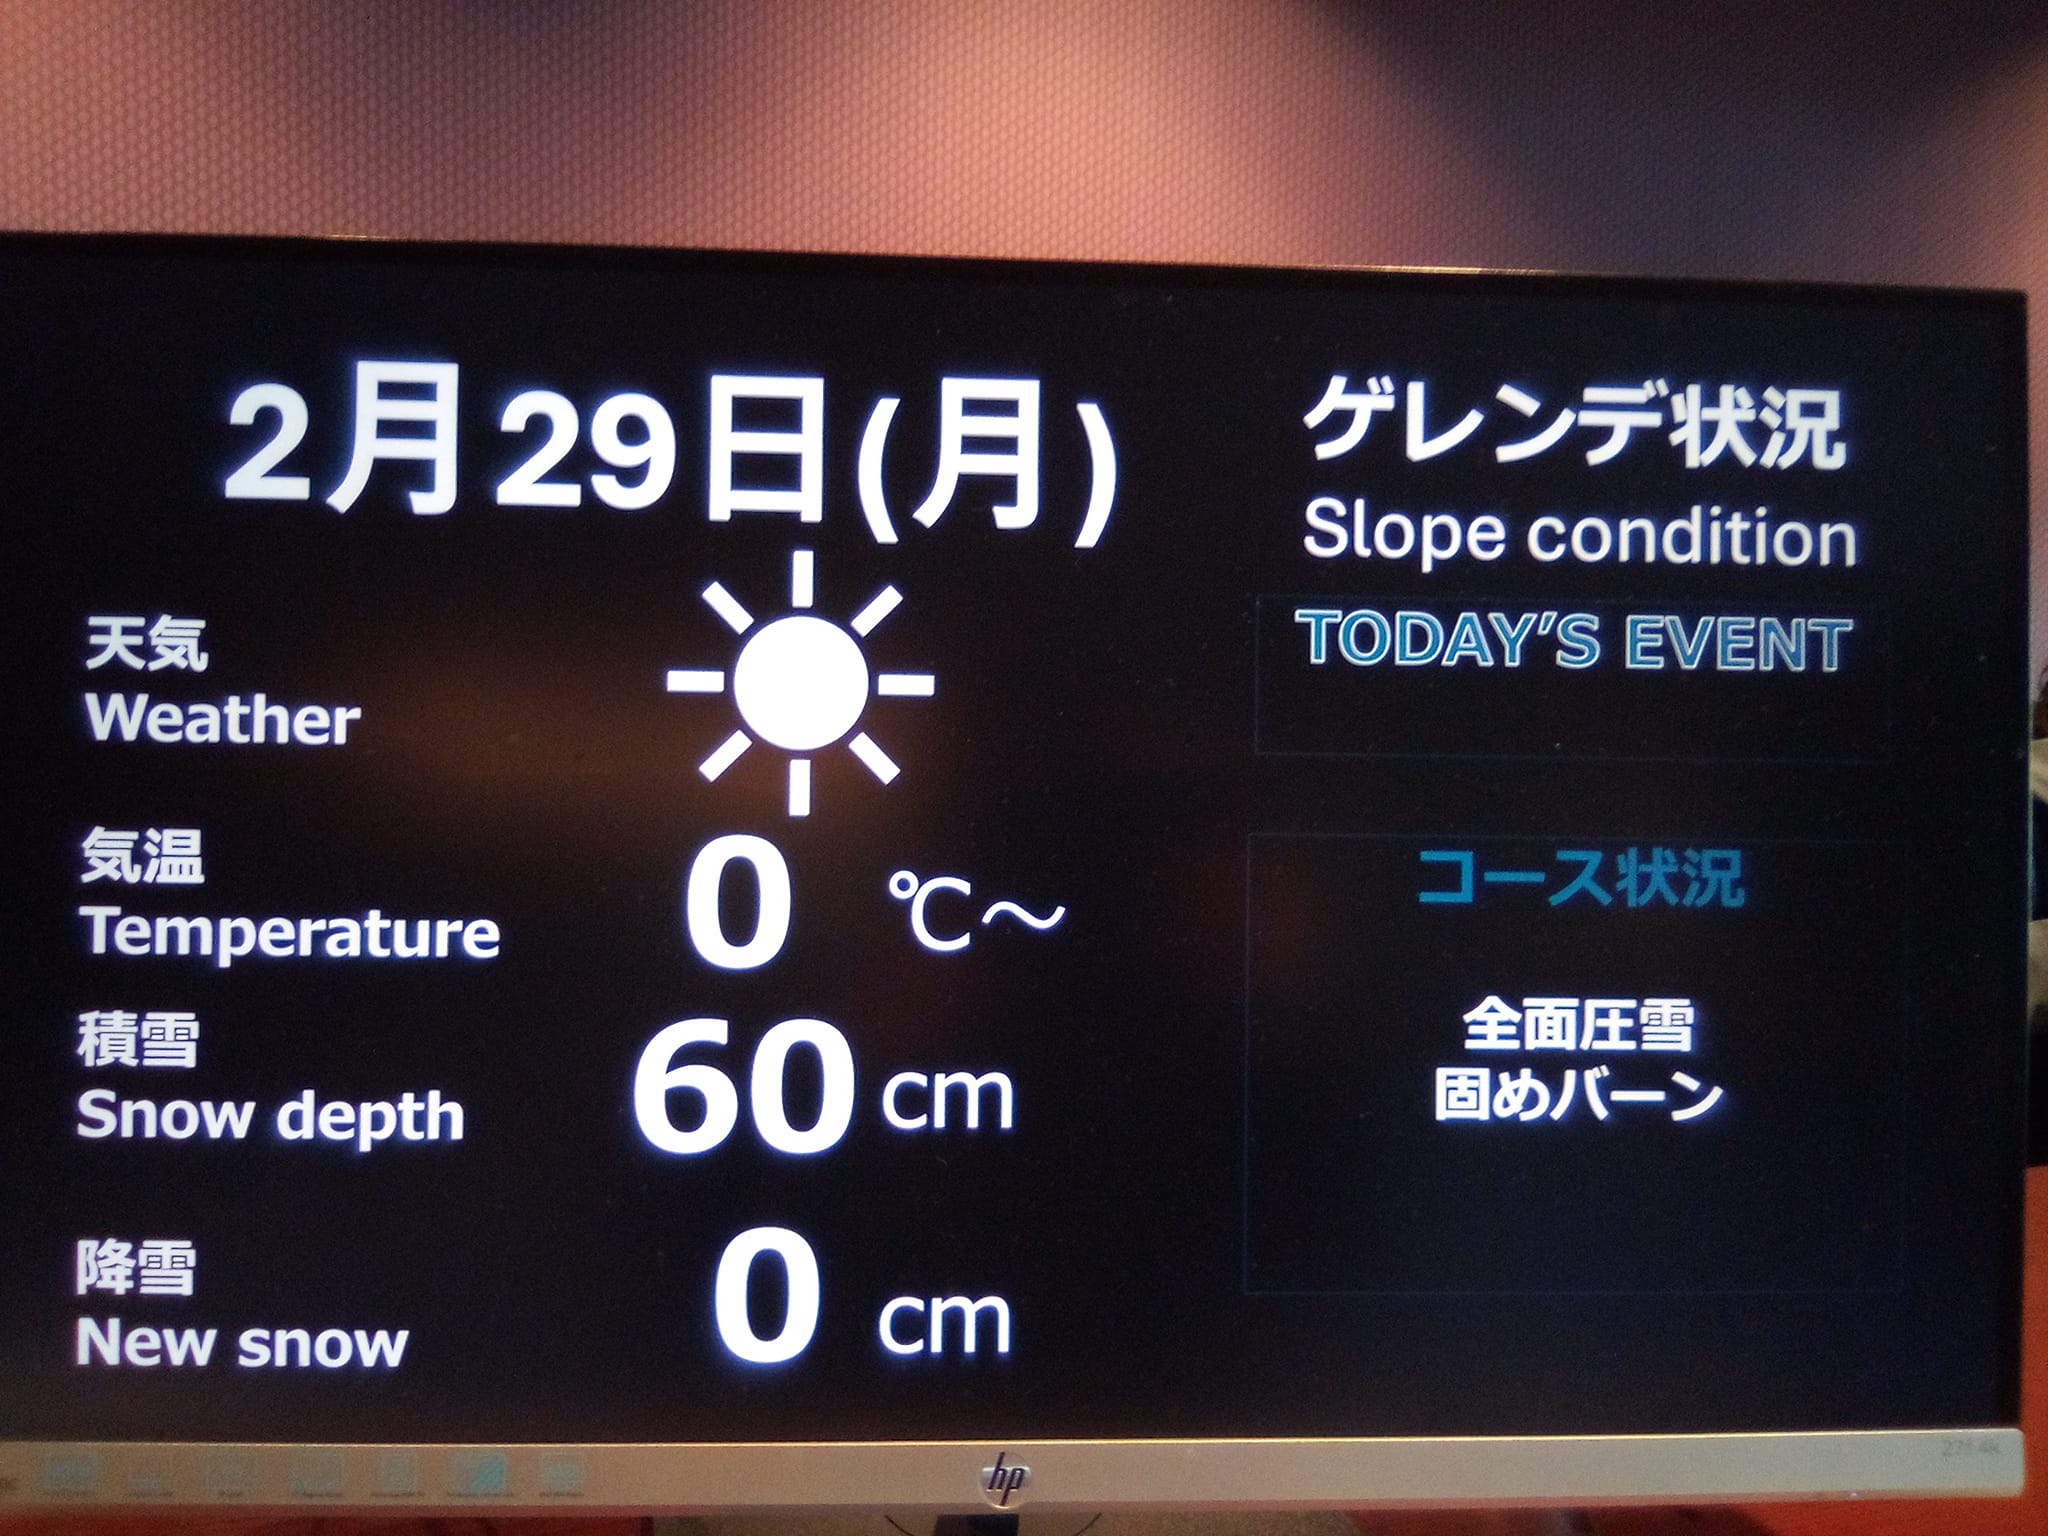 2月29日(月)
天気
Weather
気温
Temperature
0 ℃~
積雪
Snow depth
60 cm
降雪
New snow
0 cm
ゲレンデ状況
Slope condition
TODAY'S EVENT
コース状況
全面圧雪
固めバーン
hp